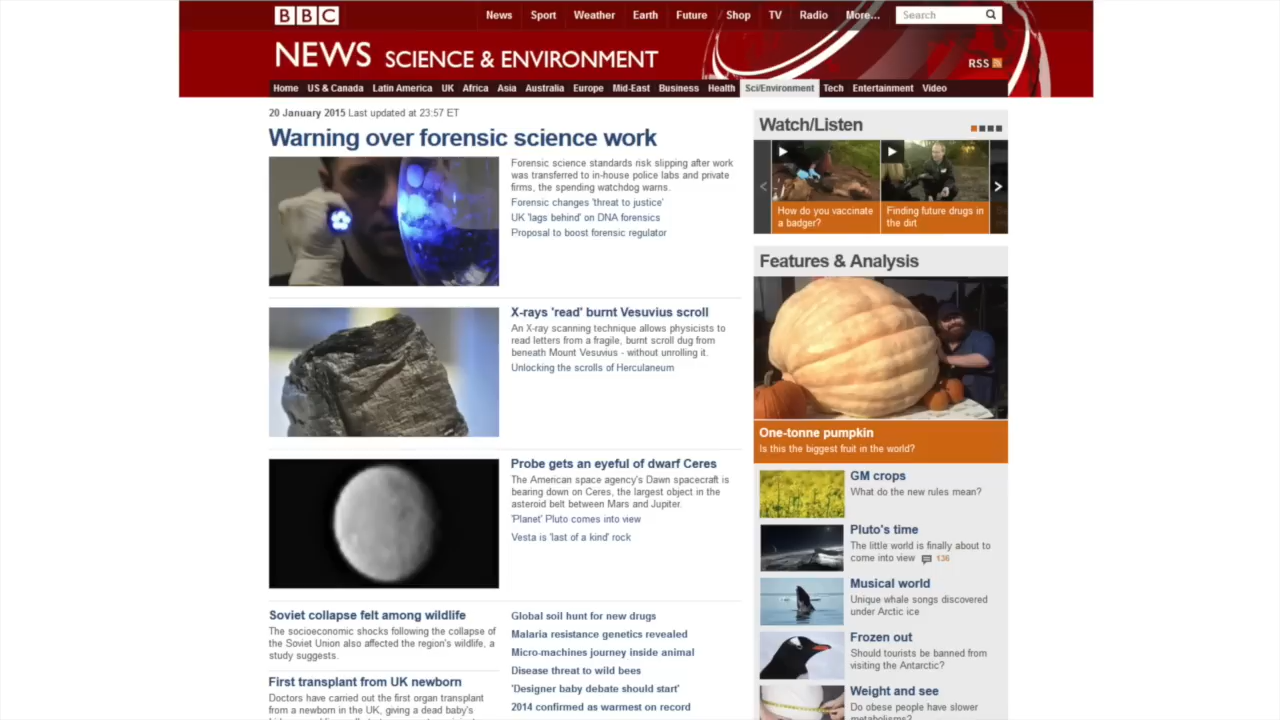 BBC
News Sport Weather Earth Future Shop TV Radio More... Search
NEWS SCIENCE & ENVIRONMENT
RSS
Home US & Canada Latin America UK Africa Asia Australia Europe Mid-East Business Health Sci/Environment Tech Entertainment Video
20 January 2015 Last updated at 23:57 ET
Warning over forensic science work
Forensic science standards risk slipping after work
was transferred to in-house police labs and private
firms, the spending watchdog warns.
Forensic changes 'threat to justice'
UK 'lags behind' on DNA forensics
Proposal to boost forensic regulator
X-rays 'read' burnt Vesuvius scroll
An X-ray scanning technique allows physicists to
read letters from a fragile, burnt scroll dug from
beneath Mount Vesuvius - without unrolling it.
Unlocking the scrolls of Herculaneum
Probe gets an eyeful of dwarf Ceres
The American space agency's Dawn spacecraft is
bearing down on Ceres, the largest object in the
asteroid belt between Mars and Jupiter.
'Planet' Pluto comes into view
Vesta is 'last of a kind' rock
Soviet collapse felt among wildlife
The socioeconomic shocks following the collapse of
the Soviet Union also affected the region's wildlife, a
study suggests.
First transplant from UK newborn
Doctors have carried out the first organ transplant
from a newborn in the UK, giving a dead baby's
Global soil hunt for new drugs
Malaria resistance genetics revealed
Micro-machines journey inside animal
Disease threat to wild bees
'Designer baby debate should start'
2014 confirmed as warmest on record
Watch/Listen
How do you vaccinate
a badger?
Finding future drugs in
the dirt
Features & Analysis
One-tonne pumpkin
Is this the biggest fruit in the world?
GM crops
What do the new rules mean?
Pluto's time
The little world is finally about to
come into view 136
Musical world
Unique whale songs discovered
under Arctic ice
Frozen out
Should tourists be banned from
visiting the Antarctic?
Weight and see
Do obese people have slower
metabolisms?